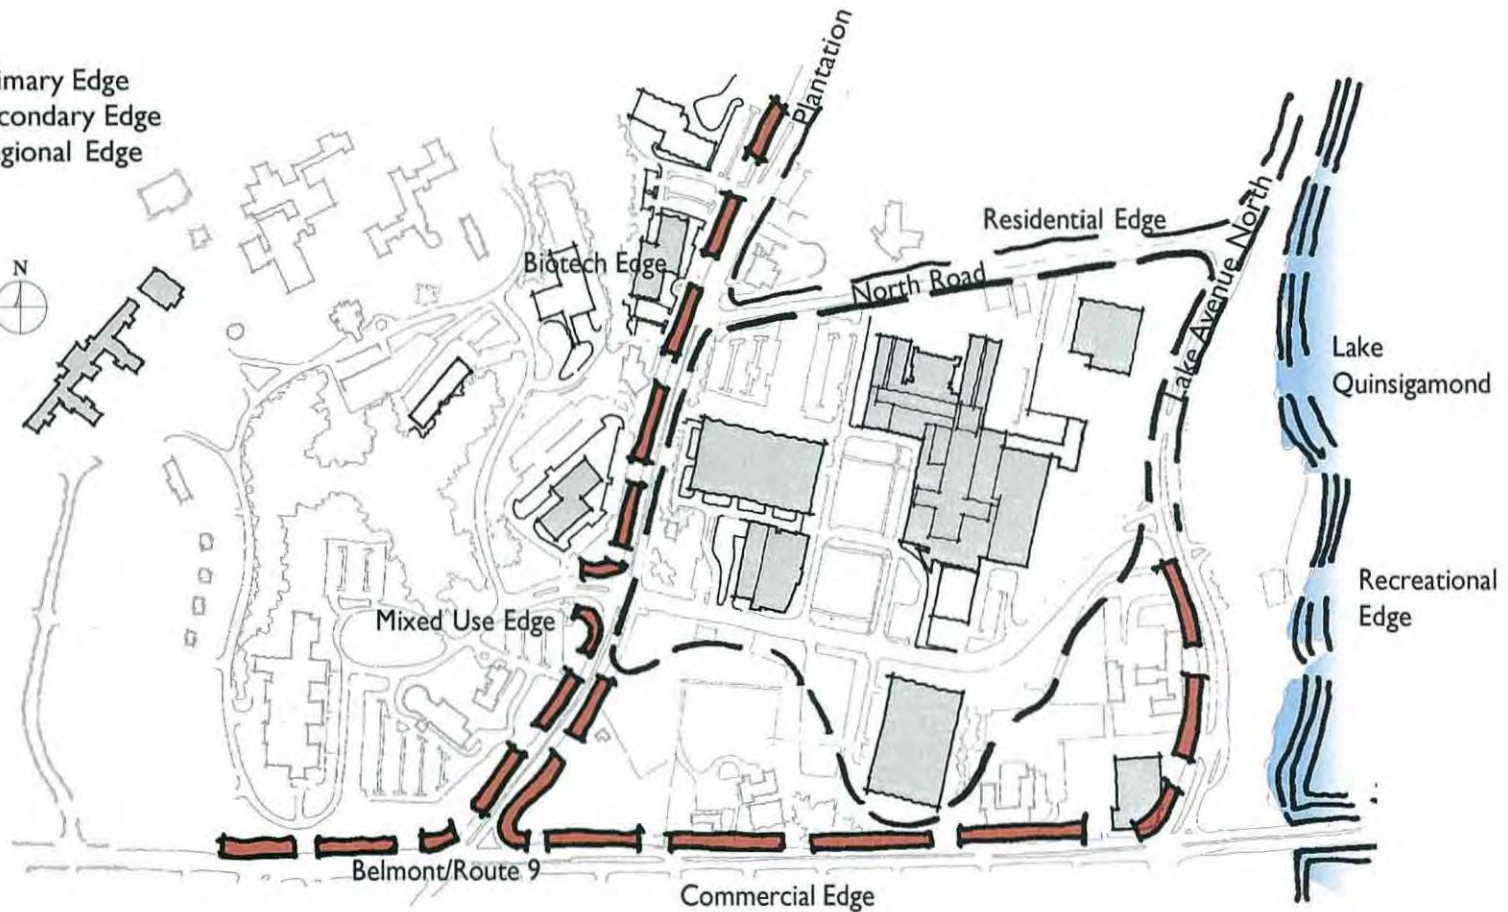 imary Edge
condary Edge
gional Edge
N
Plantation
Residential Edge
Biotech Edge
North Road
Lake Avenue North
Lake
Quinsigamond
Recreational
Edge
Mixed Use Edge
Belmont/Route 9
Commercial Edge